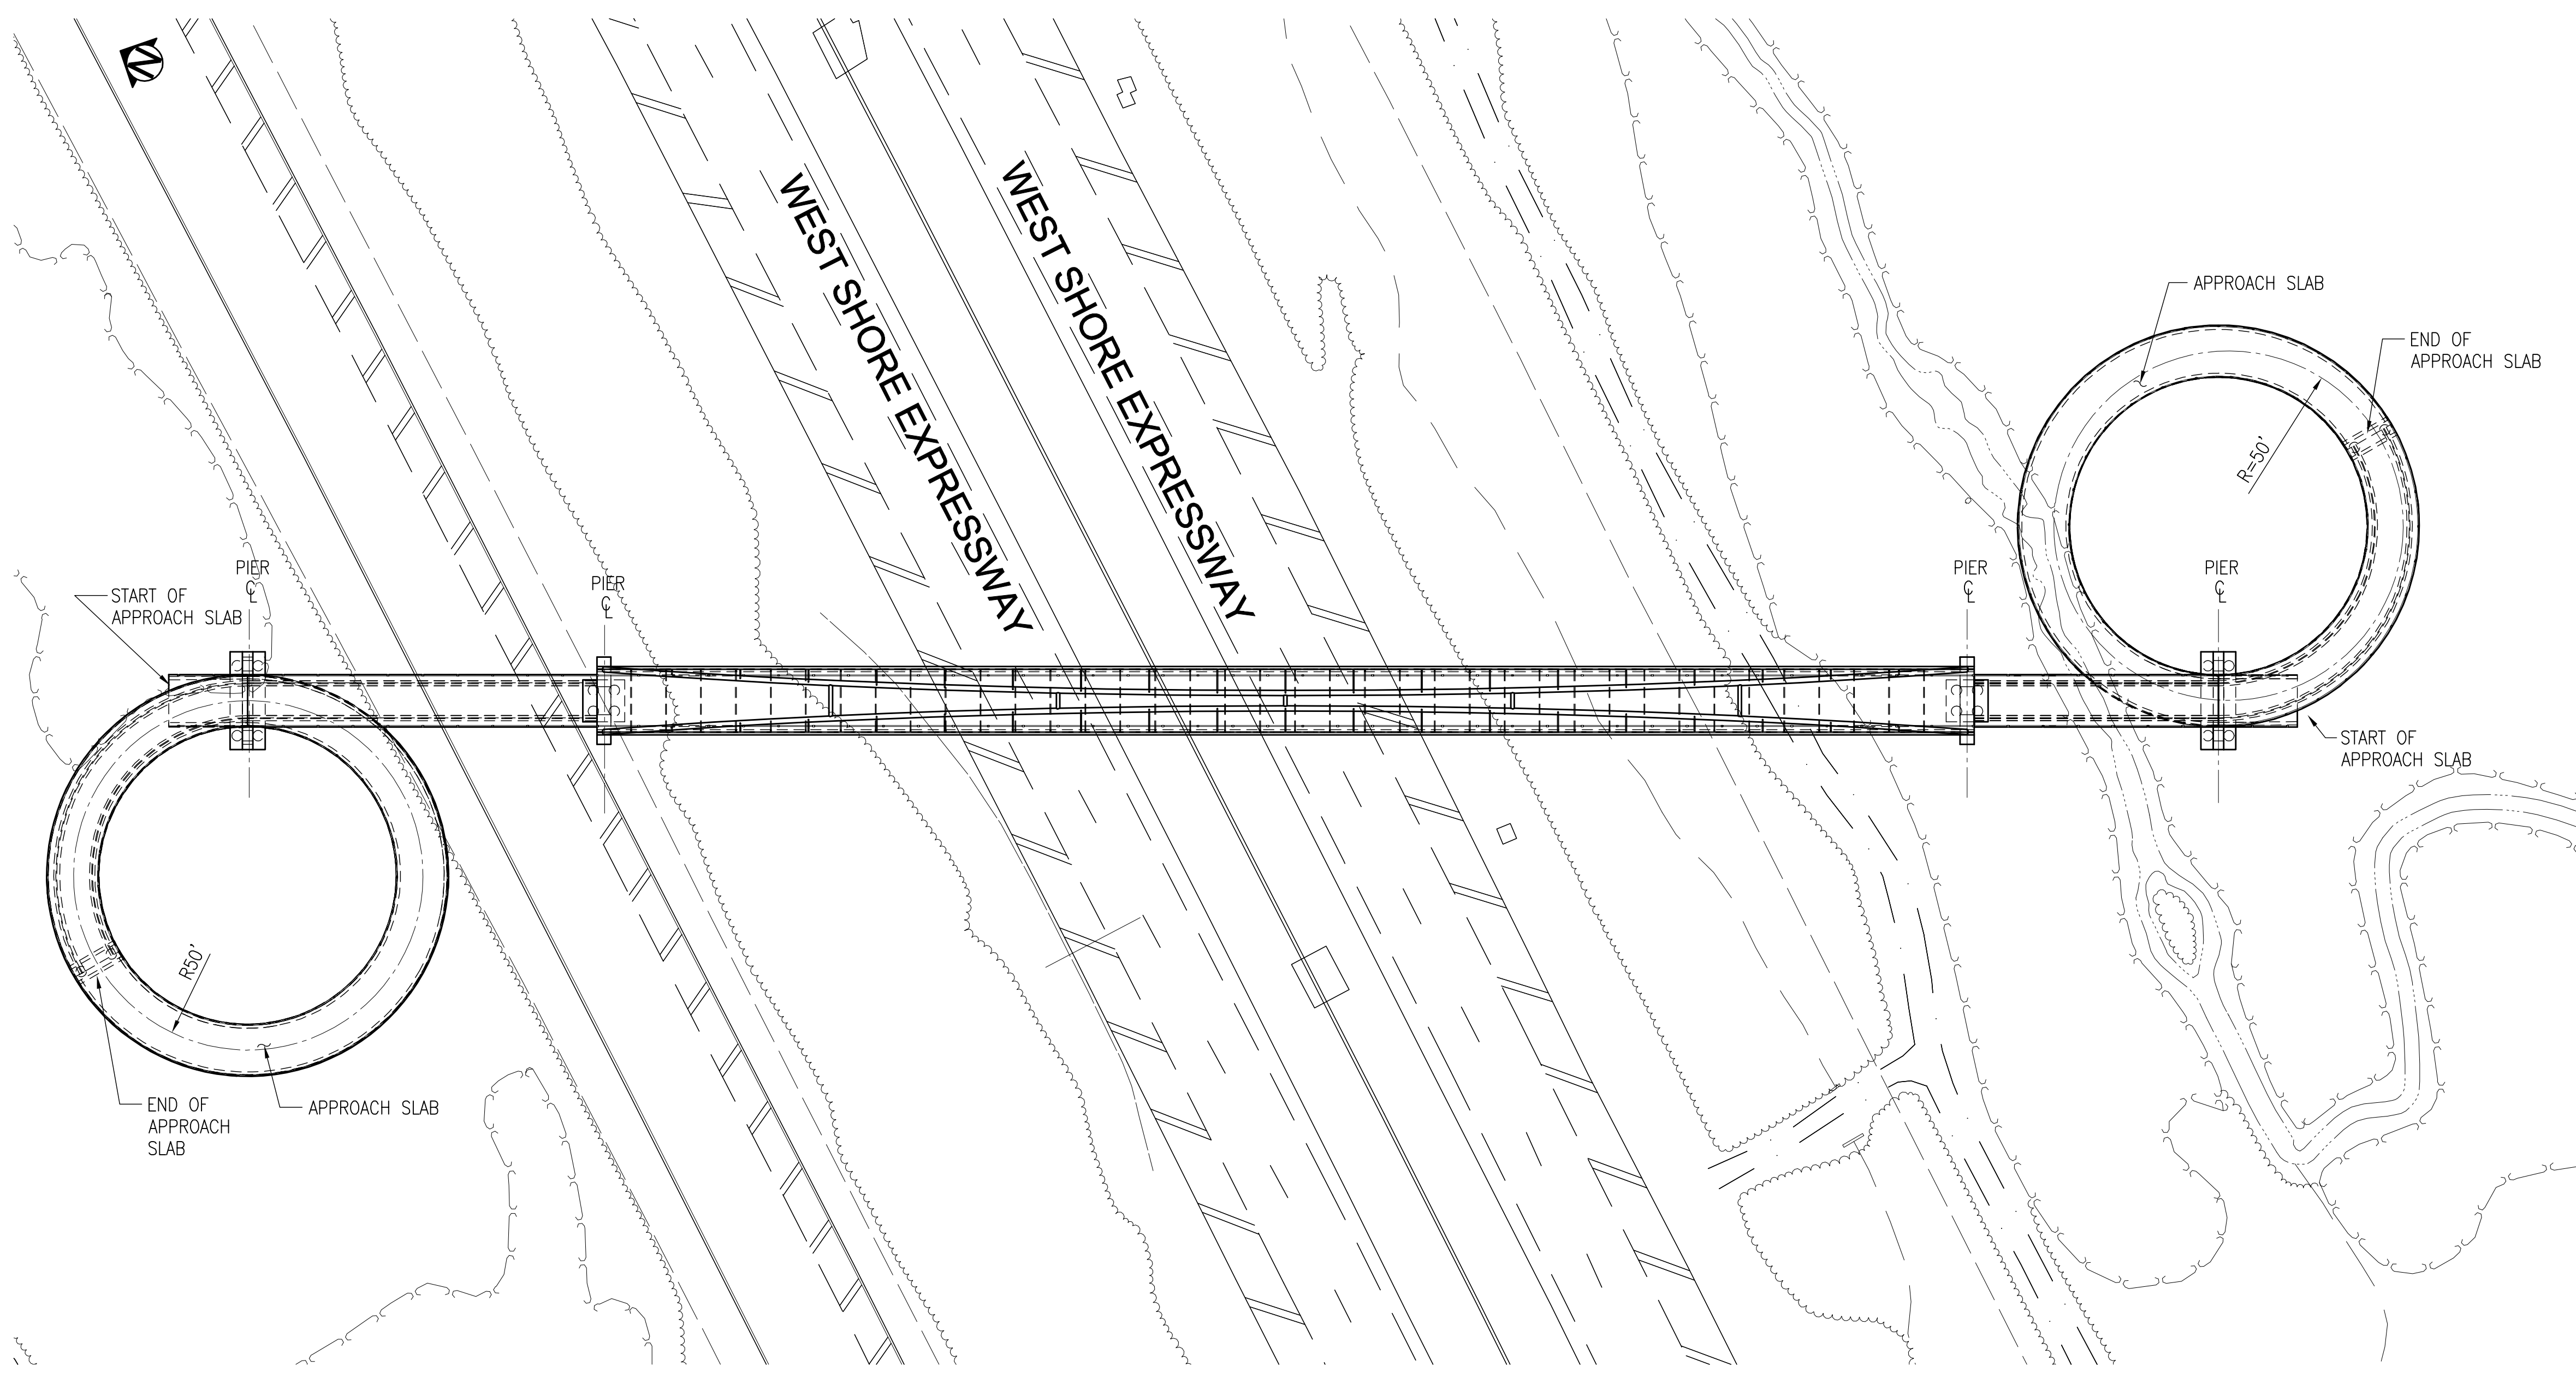 N
WEST SHORE EXPRESSWAY
WEST SHORE EXPRESSWAY
APPROACH SLAB
END OF
APPROACH SLAB
R=50'
PIER
℄
START OF
APPROACH SLAB
PIER
℄
PIER
℄
PIER
℄
START OF
APPROACH SLAB
R50'
END OF
APPROACH
SLAB
APPROACH SLAB